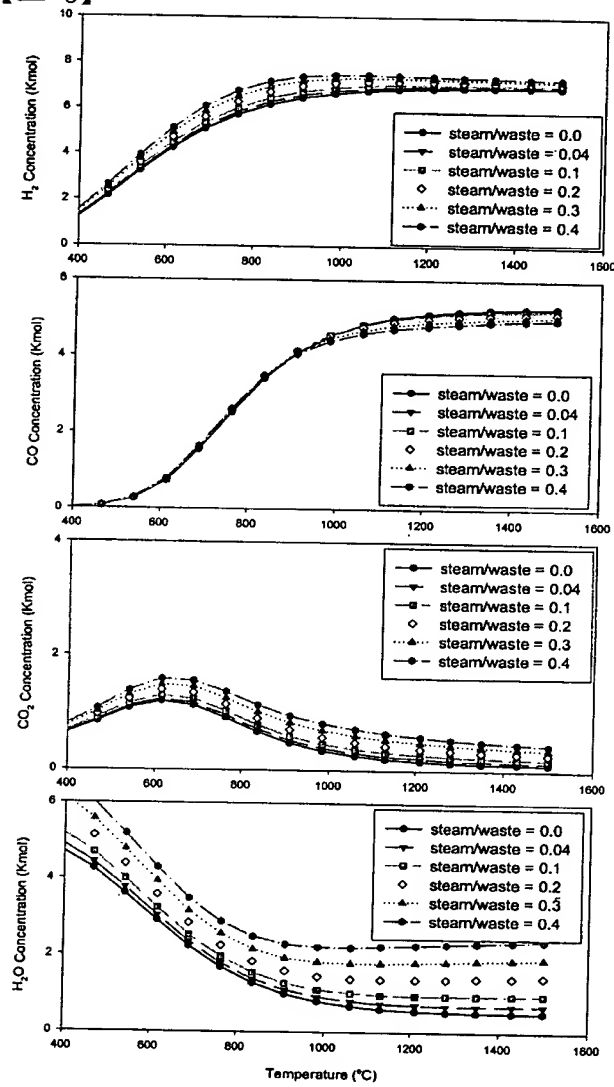 10
8
6
4
2
0
H₂ Concentration (Kmol)
steam/waste = 0.0
steam/waste = 0.04
steam/waste = 0.1
steam/waste = 0.2
steam/waste = 0.3
steam/waste = 0.4
400 600 800 1000 1200 1400 1600
6
4
2
0
CO Concentration (Kmol)
steam/waste = 0.0
steam/waste = 0.04
steam/waste = 0.1
steam/waste = 0.2
steam/waste = 0.3
steam/waste = 0.4
400 600 800 1000 1200 1400 1600
4
2
0
CO₂ Concentration (Kmol)
steam/waste = 0.0
steam/waste = 0.04
steam/waste = 0.1
steam/waste = 0.2
steam/waste = 0.3
steam/waste = 0.4
400 600 800 1000 1200 1400 1600
6
4
2
0
H₂O Concentration (Kmol)
steam/waste = 0.0
steam/waste = 0.04
steam/waste = 0.1
steam/waste = 0.2
steam/waste = 0.3
steam/waste = 0.4
400 600 800 1000 1200 1400 1600
Temperature (°C)